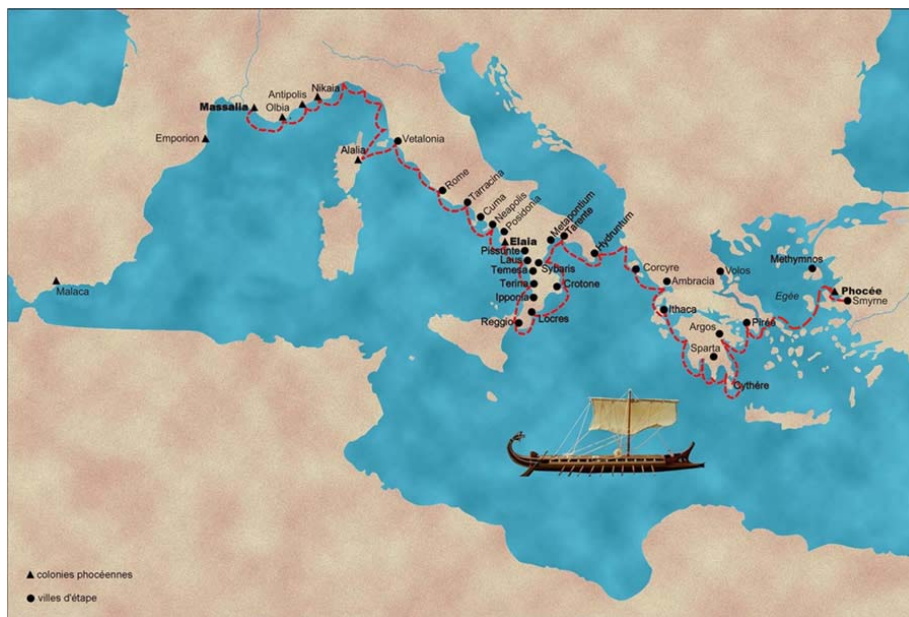 Nikaia
Antipolis
Massalia
Olbia
Emporion
Alalia
Vetalonia
Rome
Tarracina
Cuma
Neapolis
Posidonia
Metapontium
Tarente
Hydruntum
Elaia
Pissunte
Laus
Sybaris
Temesa
Terina
Crotone
Ipponia
Reggio
Locres
Malaca
Corcyre
Ambracia
Volos
Méthymnos
Egée
Phocée
Smyrne
Ithaca
Pirée
Argos
Sparta
Cythére
colonies phocéennes
villes d'étape